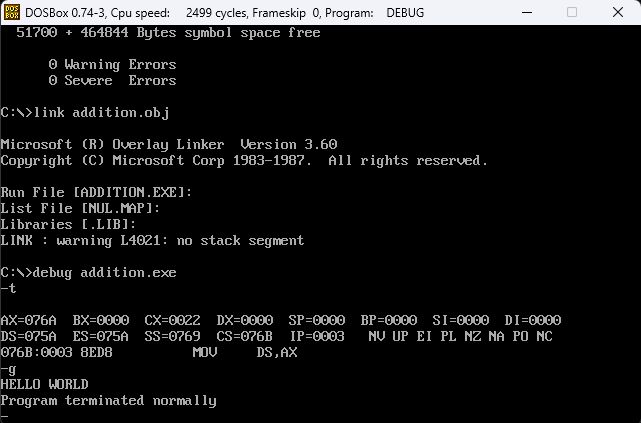 DOSBox 0.74-3, Cpu speed: 2499 cycles, Frameskip 0, Program: DEBUG
51700 + 464844 Bytes symbol space free
0 Warning Errors
0 Severe Errors
C:\>link addition.obj
Microsoft (R) Overlay Linker Version 3.60
Copyright (C) Microsoft Corp 1983-1987. All rights reserved.
Run File [ADDITION.EXE]:
List File [NUL.MAP]:
Libraries [.LIB]:
LINK : warning L4021: no stack segment
C:\>debug addition.exe
-t
AX=076A BX=0000 CX=0022 DX=0000 SP=0000 BP=0000 SI=0000 DI=0000
DS=075A ES=075A SS=0769 CS=076B IP=0003 NV UP EI PL NZ NA PO NC
076B:0003 8ED8 MOV DS,AX
-g
HELLO WORLD
Program terminated normally
-